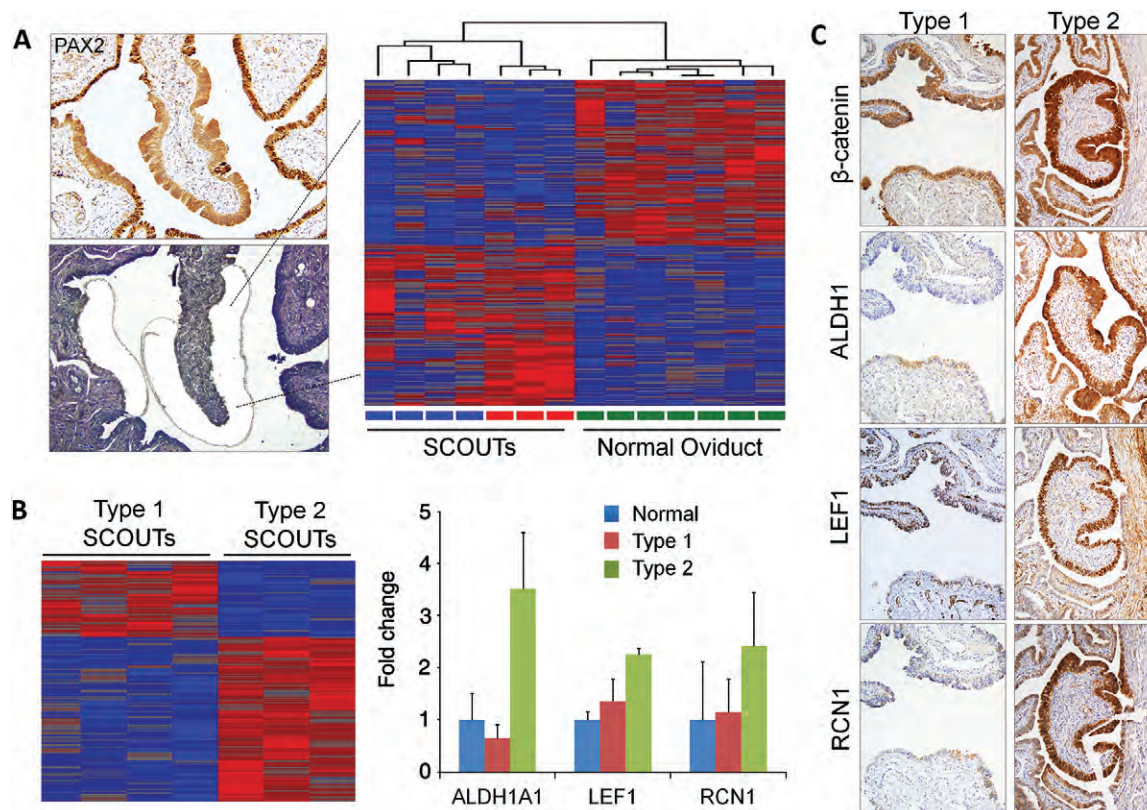 A
PAX2
SCOUTs
Normal Oviduct
B
Type 1
SCOUTs
Type 2
SCOUTs
Fold change
5
4
3
2
1
0
Normal
Type 1
Type 2
ALDH1A1
LEF1
RCN1
C
Type 1
Type 2
β-catenin
ALDH1
LEF1
RCN1